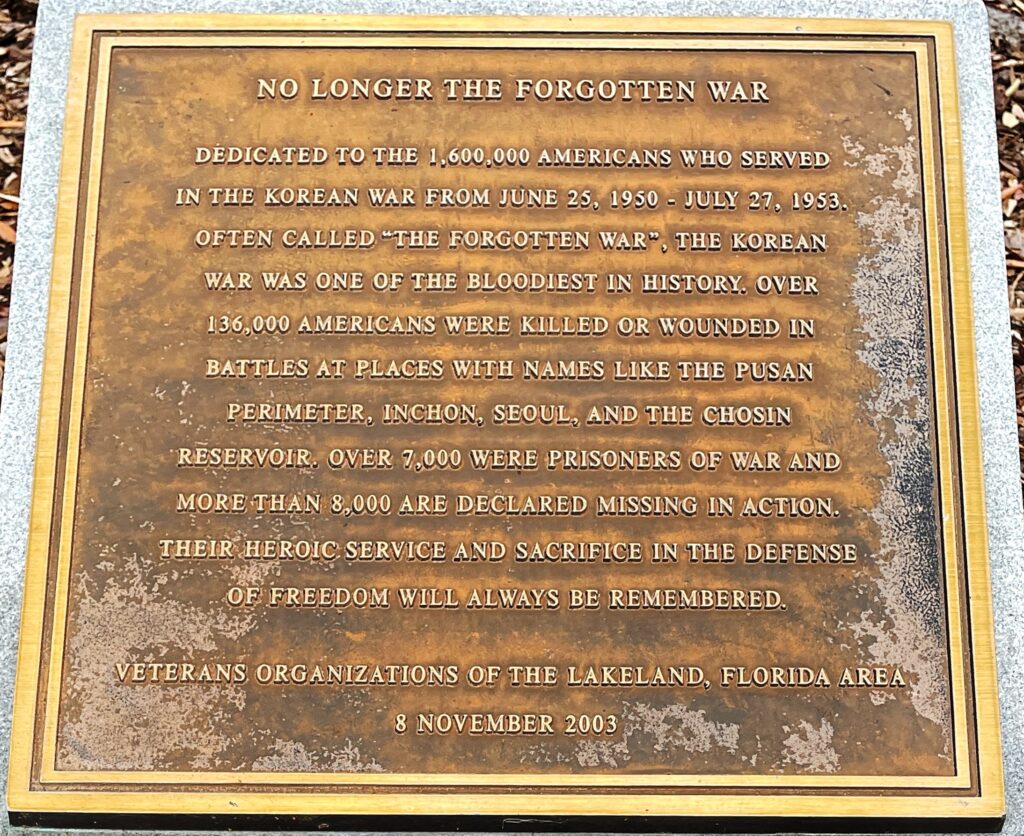 NO LONGER THE FORGOTTEN WAR
DEDICATED TO THE 1,600,000 AMERICANS WHO SERVED
IN THE KOREAN WAR FROM JUNE 25, 1950 - JULY 27, 1953.
OFTEN CALLED "THE FORGOTTEN WAR", THE KOREAN
WAR WAS ONE OF THE BLOODIEST IN HISTORY. OVER
136,000 AMERICANS WERE KILLED OR WOUNDED IN
BATTLES AT PLACES WITH NAMES LIKE THE PUSAN
PERIMETER, INCHON, SEOUL, AND THE CHOSIN
RESERVOIR. OVER 7,000 WERE PRISONERS OF WAR AND
MORE THAN 8,000 ARE DECLARED MISSING IN ACTION.
THEIR HEROIC SERVICE AND SACRIFICE IN THE DEFENSE
OF FREEDOM WILL ALWAYS BE REMEMBERED.
VETERANS ORGANIZATIONS OF THE LAKELAND, FLORIDA AREA
8 NOVEMBER 2003